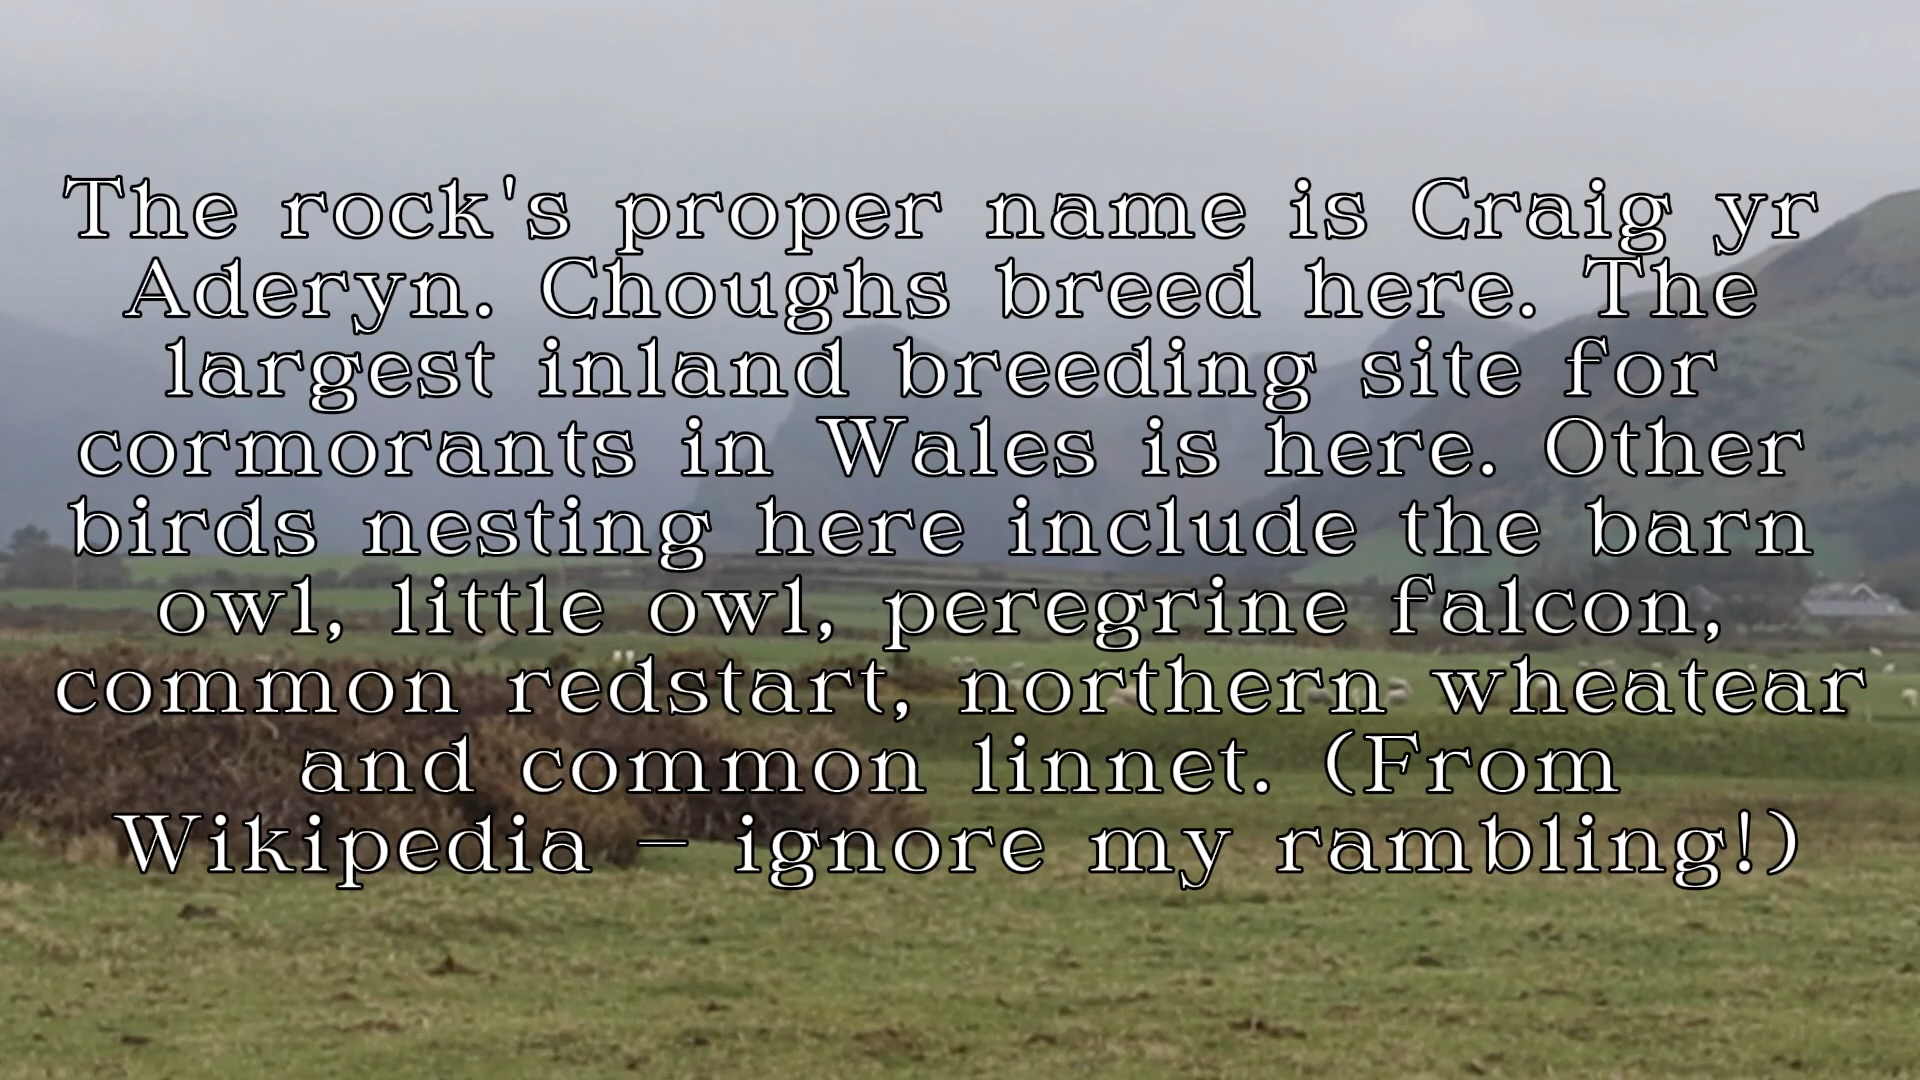 The rock's proper name is Craig yr
Aderyn. Choughs breed here. The
largest inland breeding site for
cormorants in Wales is here. Other
birds nesting here include the barn
owl, little owl, peregrine falcon,
common redstart, northern wheatear
and common linnet. (From
Wikipedia – ignore my rambling!)